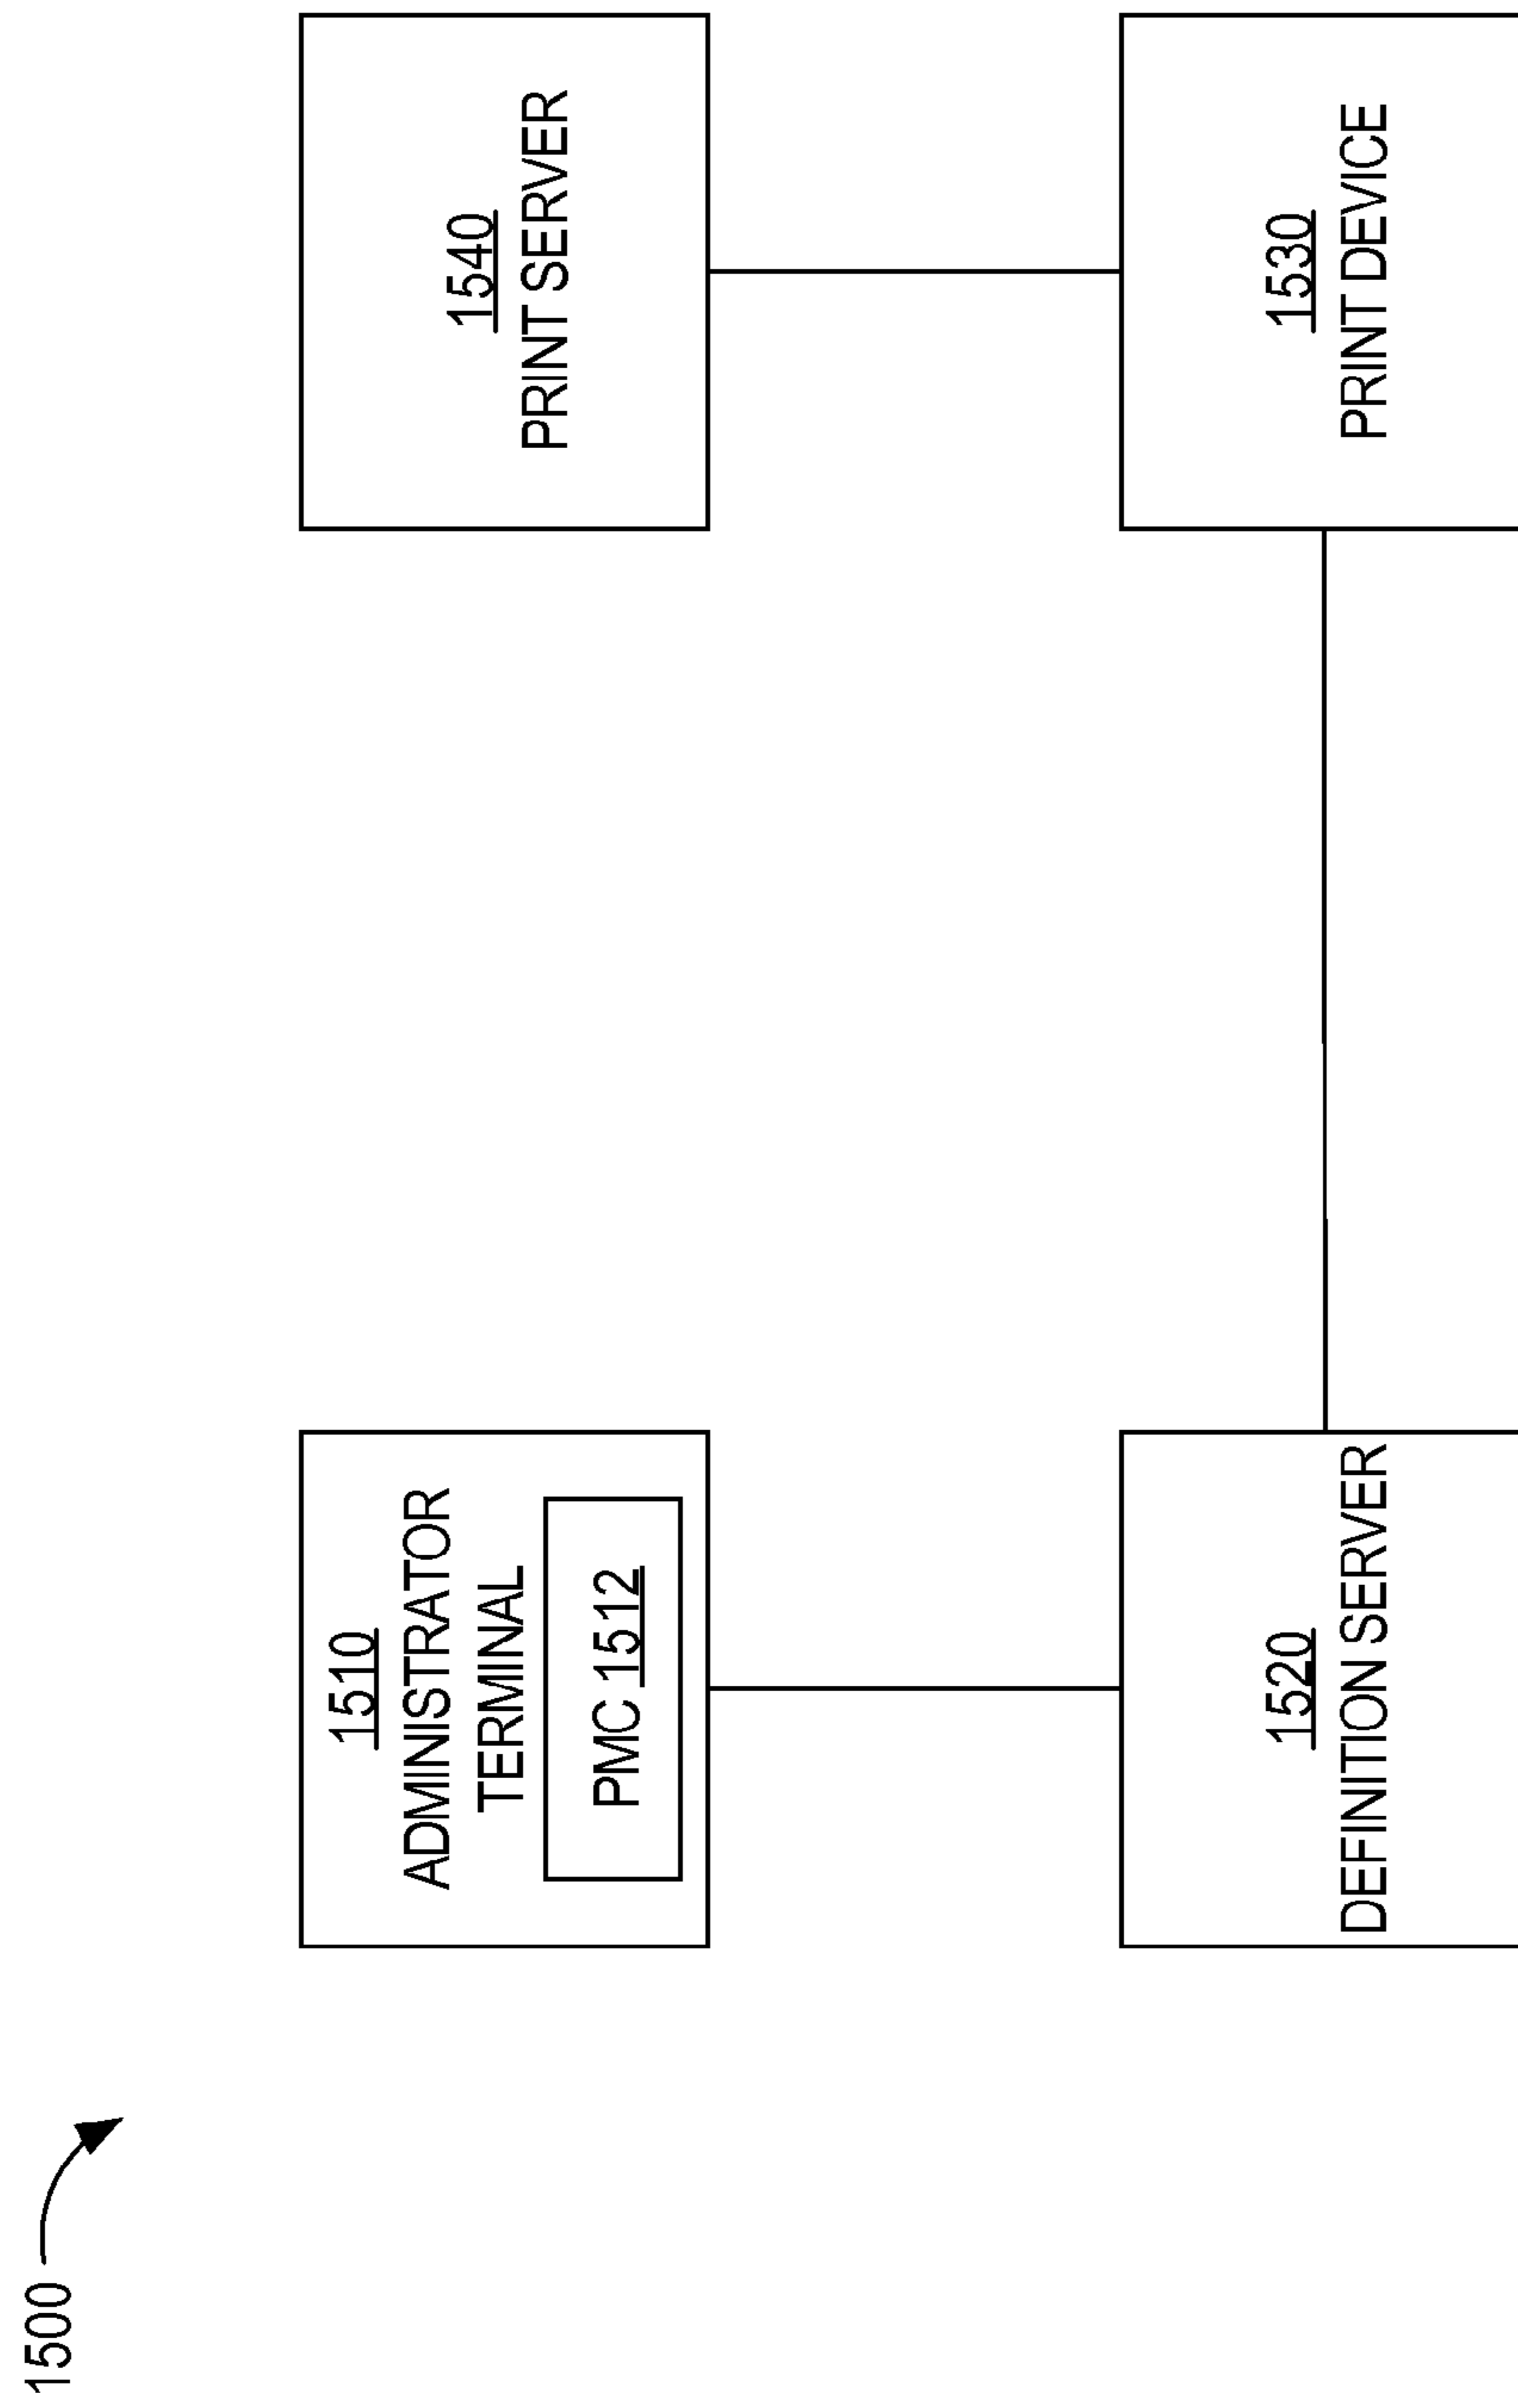 1500
1510
ADMINISTRATOR
TERMINAL
PMC 1512
1540
PRINT SERVER
1520
DEFINITION SERVER
1530
PRINT DEVICE